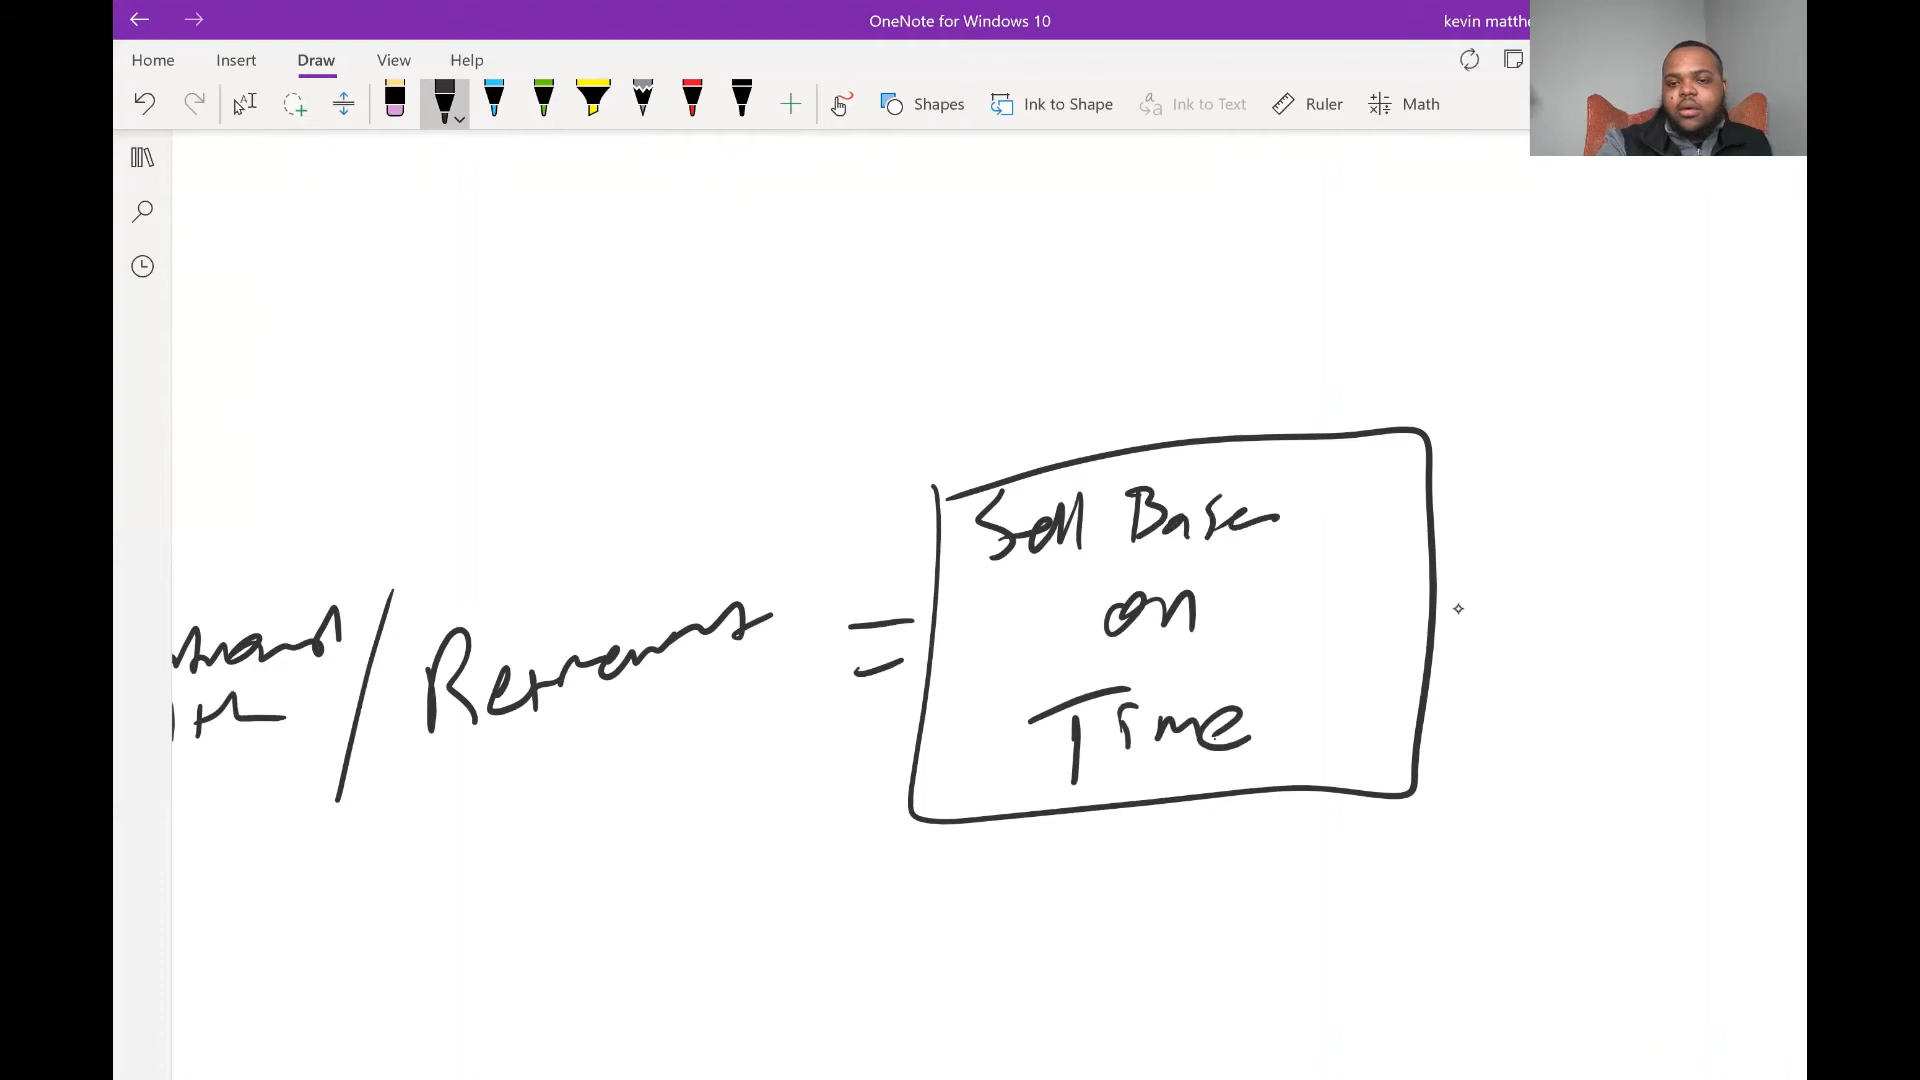 OneNote for Windows 10
kevin matthe
Home Insert Draw View Help
Shapes Ink to Shape Ink to Text Ruler Math
Sell Base
on
Time
/ Retirement =